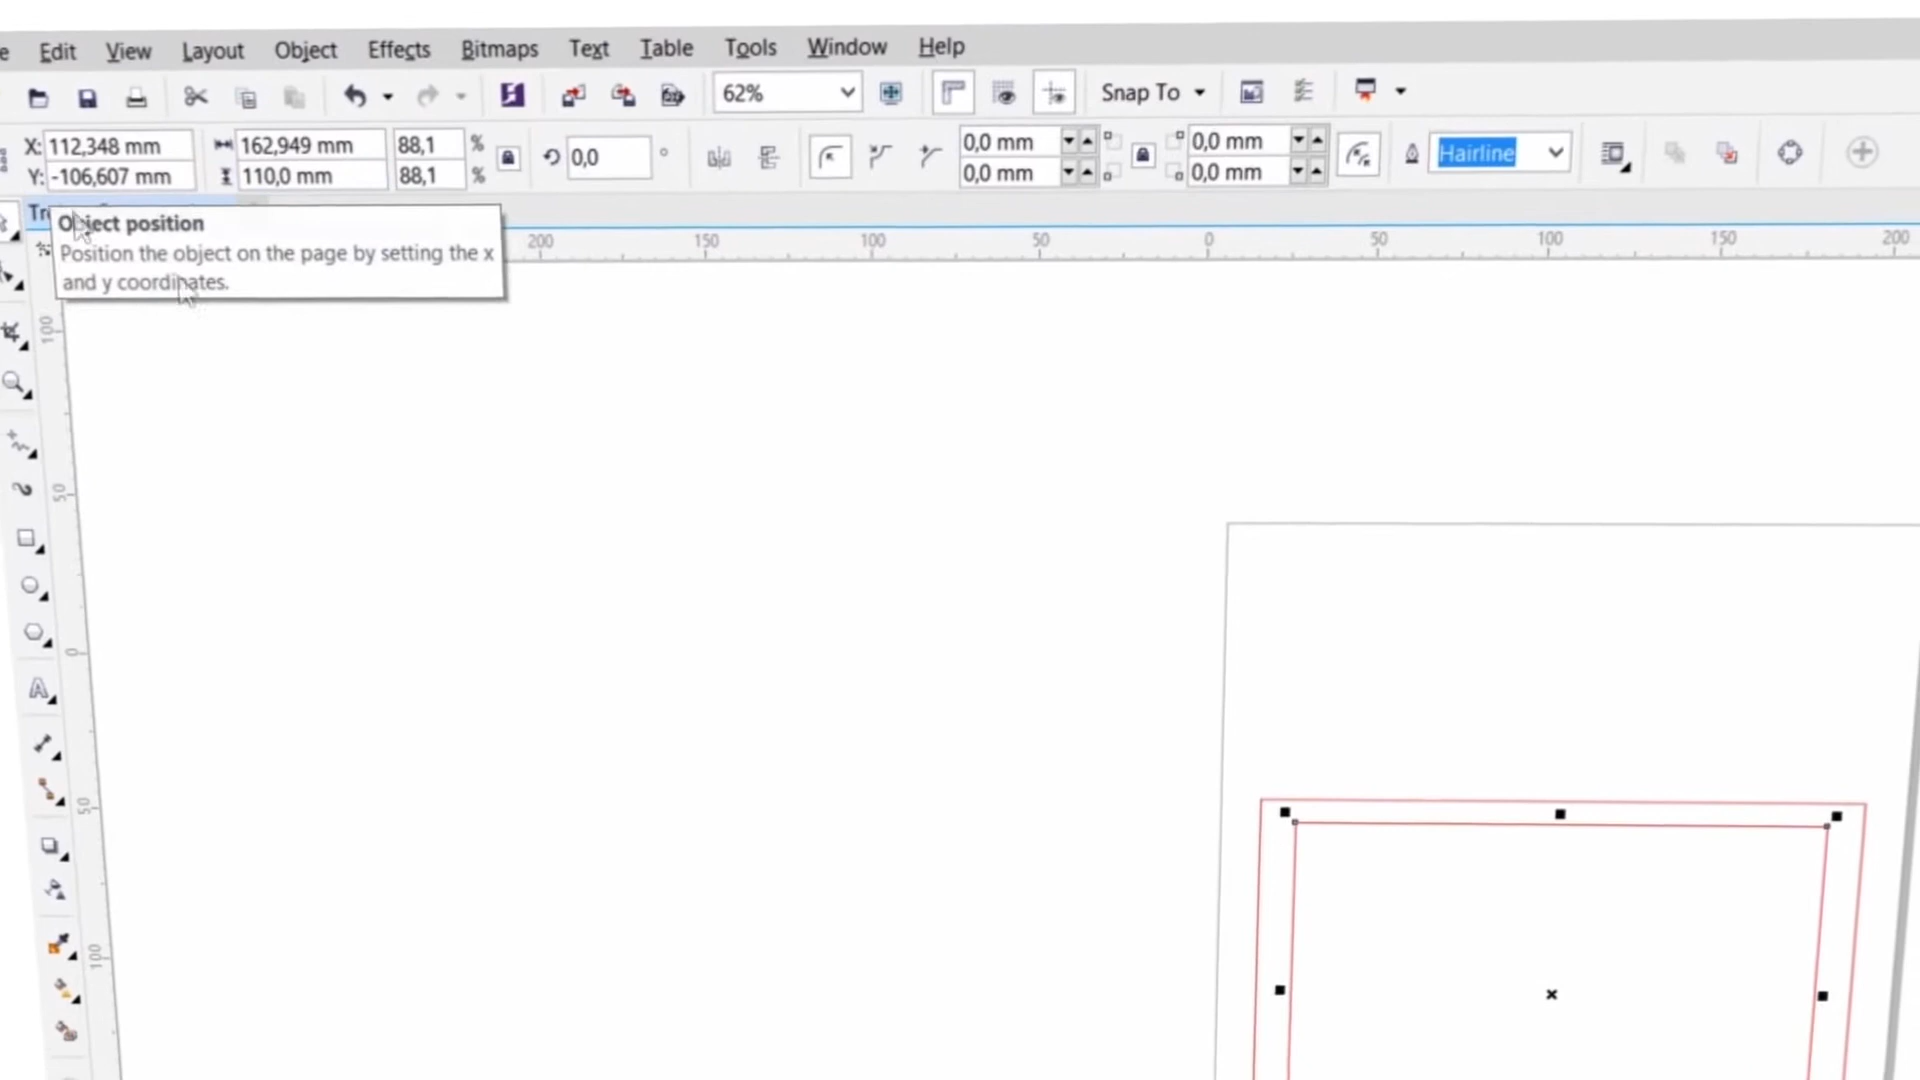 Edit View Layout Object Effects Bitmaps Text Table Tools Window Help
62% Snap To
X: 112,348 mm 162,949 mm 88,1 % 0,0 ° 0,0 mm 0,0 mm Hairline
Y: -106,607 mm 110,0 mm 88,1 % 0,0 mm 0,0 mm
Object position
Position the object on the page by setting the x
and y coordinates.
200 150 100 50 0 50 100 150 200
100
50
0
50
100